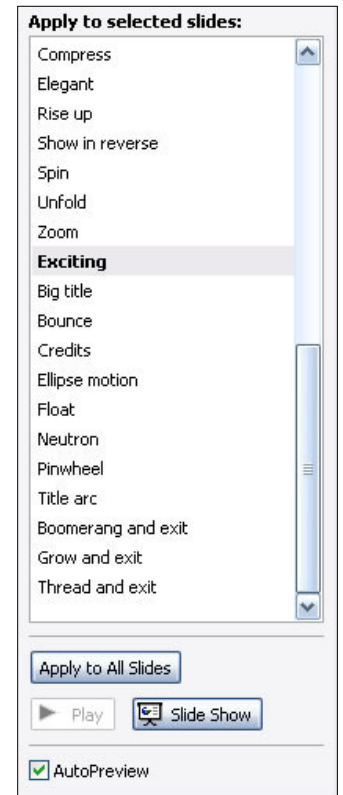 Apply to selected slides:
Compress
Elegant
Rise up
Show in reverse
Spin
Unfold
Zoom
Exciting
Big title
Bounce
Credits
Ellipse motion
Float
Neutron
Pinwheel
Title arc
Boomerang and exit
Grow and exit
Thread and exit
Apply to All Slides
Play Slide Show
AutoPreview